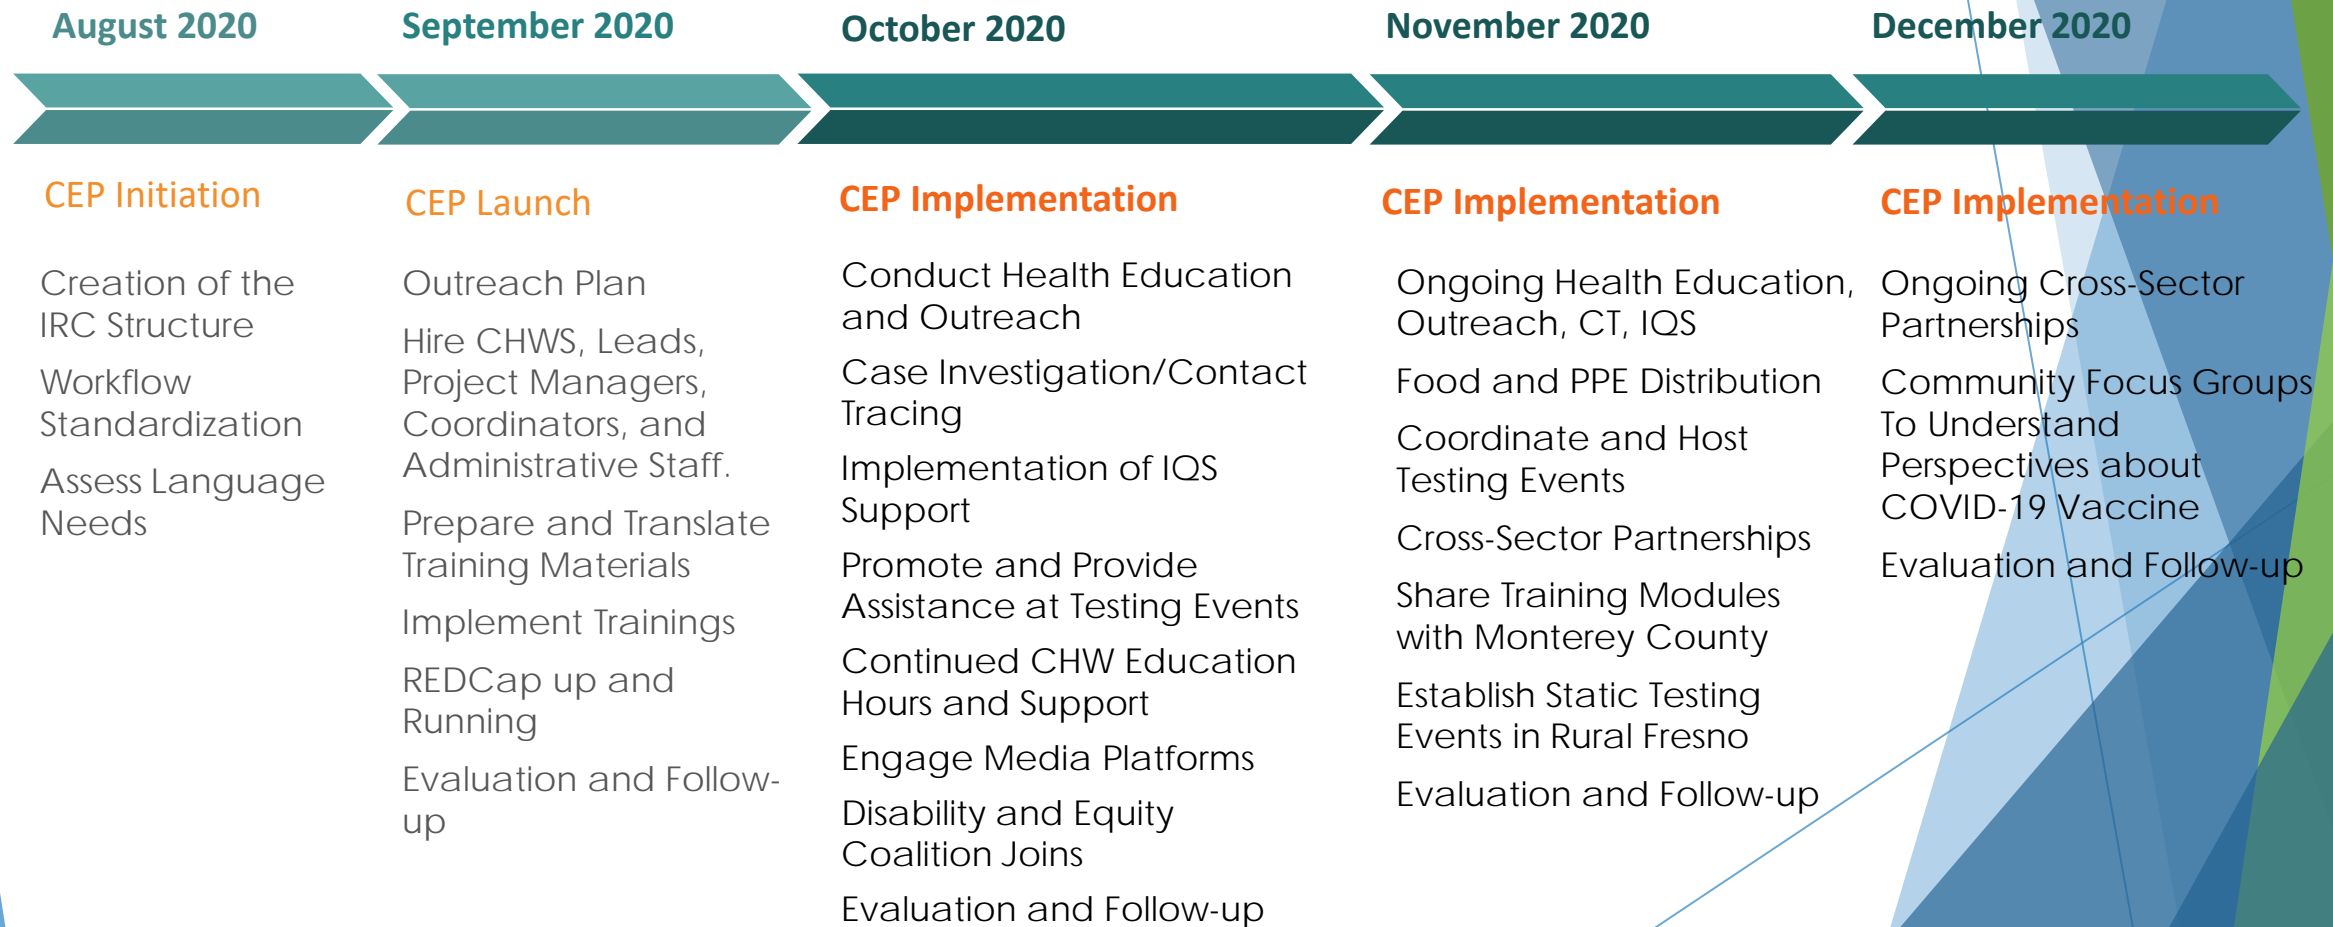 August 2020
September 2020
October 2020
November 2020
December 2020
CEP Initiation
Creation of the
IRC Structure
Workflow
Standardization
Assess Language
Needs
CEP Launch
Outreach Plan
Hire CHWS, Leads,
Project Managers,
Coordinators, and
Administrative Staff.
Prepare and Translate
Training Materials
Implement Trainings
REDCap up and
Running
Evaluation and Follow-
up
CEP Implementation
Conduct Health Education
and Outreach
Case Investigation/Contact
Tracing
Implementation of IQS
Support
Promote and Provide
Assistance at Testing Events
Continued CHW Education
Hours and Support
Engage Media Platforms
Disability and Equity
Coalition Joins
Evaluation and Follow-up
CEP Implementation
Ongoing Health Education,
Outreach, CT, IQS
Food and PPE Distribution
Coordinate and Host
Testing Events
Cross-Sector Partnerships
Share Training Modules
with Monterey County
Establish Static Testing
Events in Rural Fresno
Evaluation and Follow-up
CEP Implementation
Ongoing Cross-Sector
Partnerships
Community Focus Groups
To Understand
Perspectives about
COVID-19 Vaccine
Evaluation and Follow-up